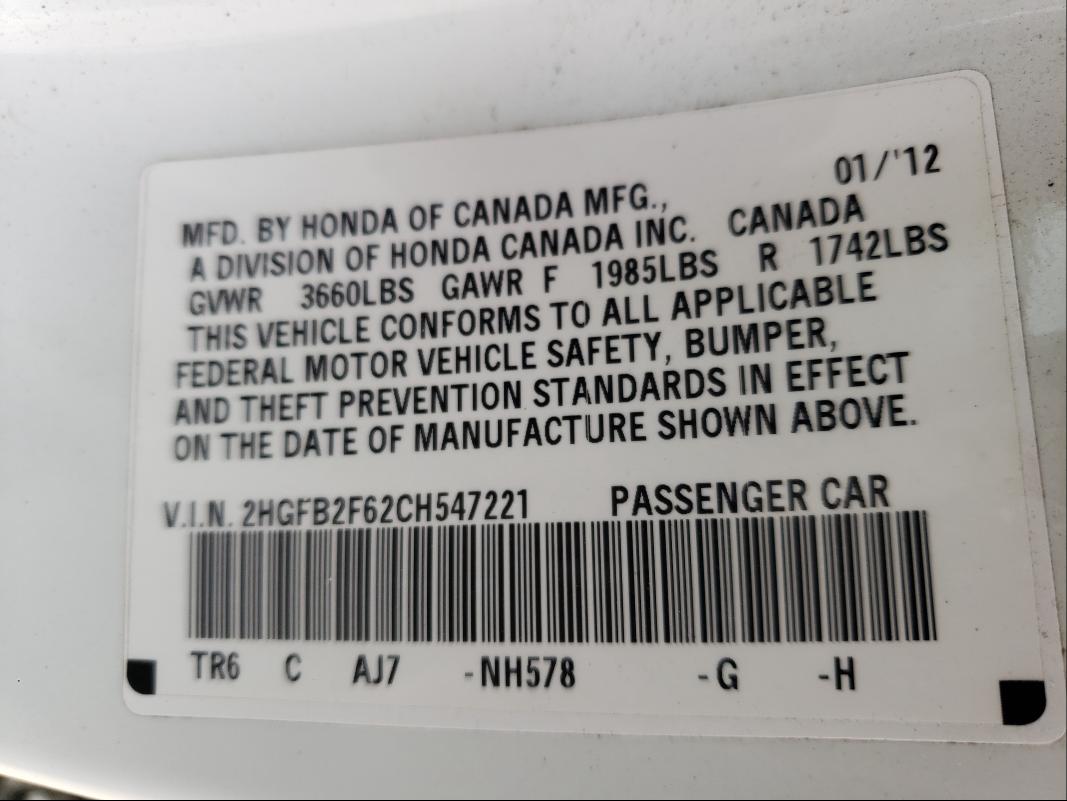 01/'12
MFD. BY HONDA OF CANADA MFG.,
A DIVISION OF HONDA CANADA INC. CANADA
GVWR 3660LBS GAWR F 1985LBS R 1742LBS
THIS VEHICLE CONFORMS TO ALL APPLICABLE
FEDERAL MOTOR VEHICLE SAFETY, BUMPER,
AND THEFT PREVENTION STANDARDS IN EFFECT
ON THE DATE OF MANUFACTURE SHOWN ABOVE.
V.I.N. 2HGFB2F62CH547221 PASSENGER CAR
TR6 C AJ7 -NH578 -G -H